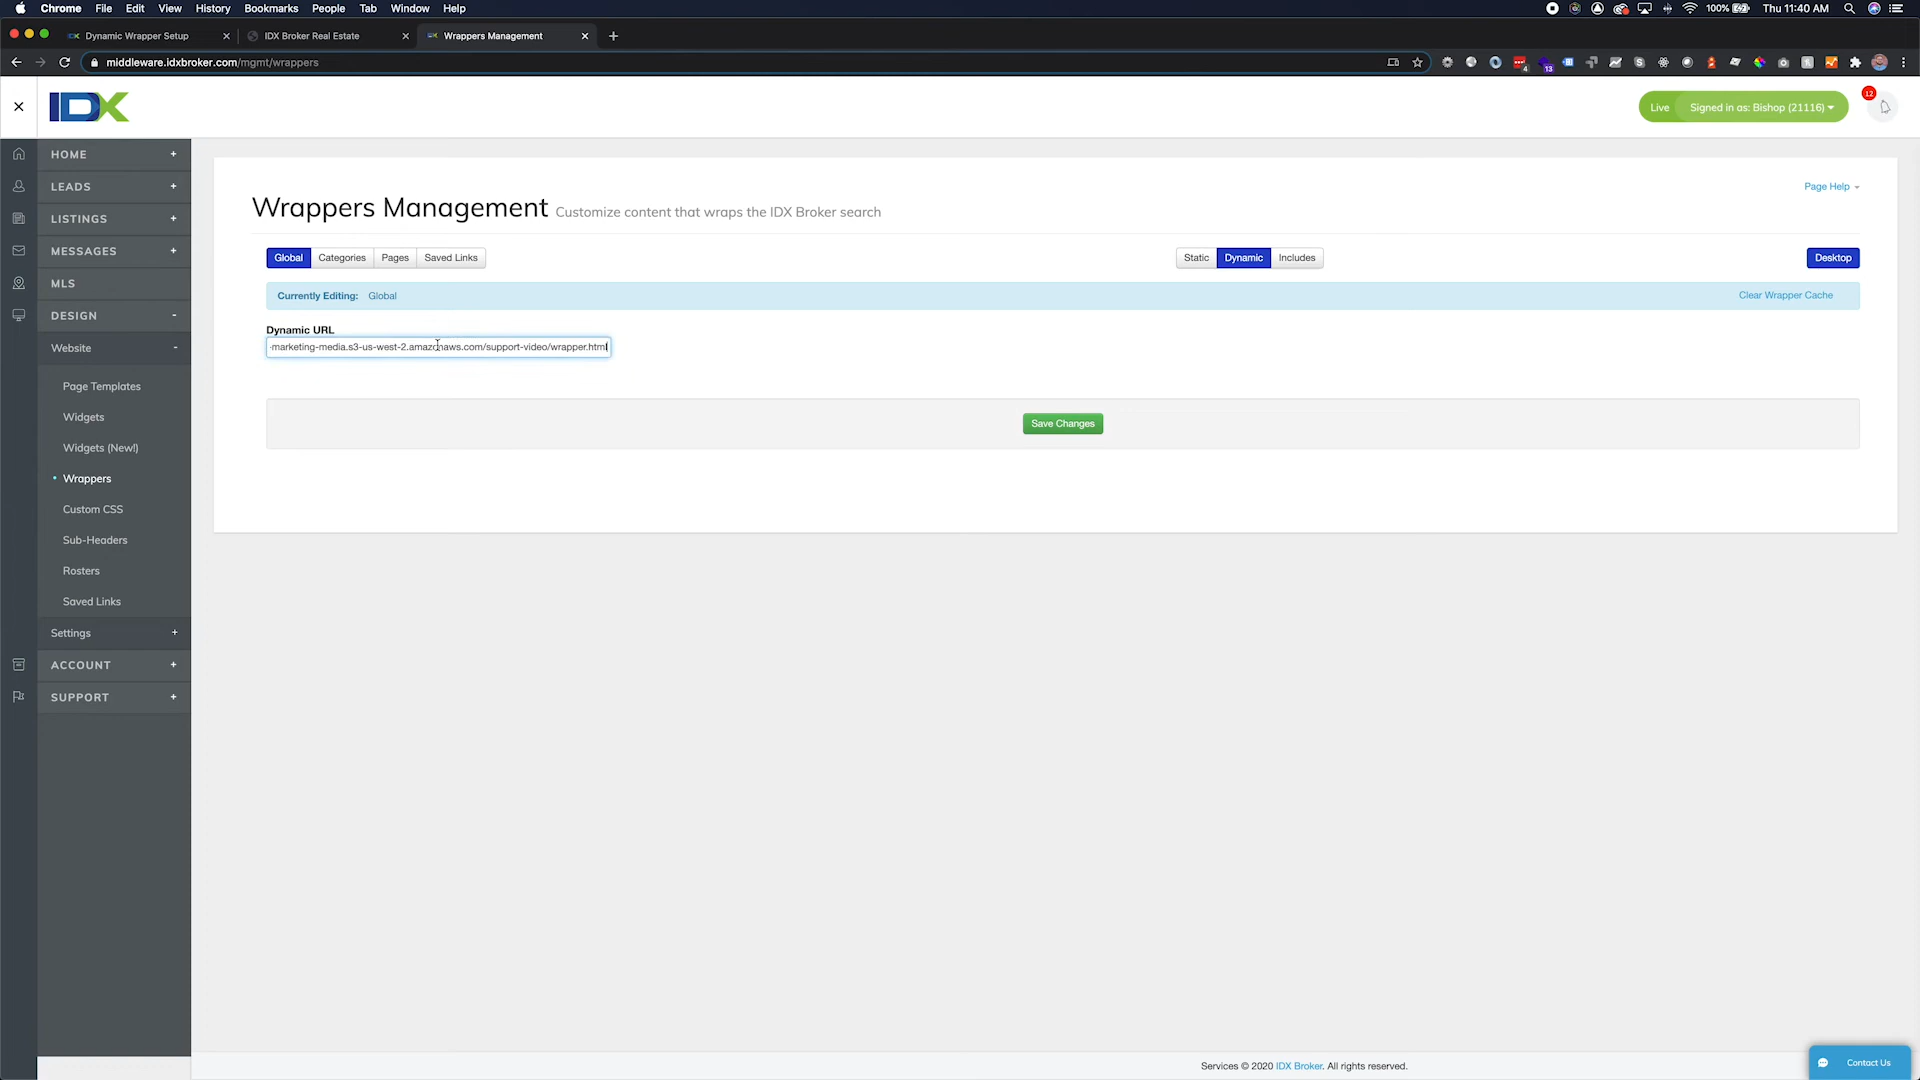 Chrome File Edit View History Bookmarks People Tab Window Help
4
13
100% Thu 11:40 AM
Dynamic Wrapper Setup
IDX Broker Real Estate
Wrappers Management
middleware.idxbroker.com/mgmt/wrappers
IDX
Live Signed in as: Bishop (21116)
12
HOME +
LEADS +
LISTINGS +
MESSAGES +
MLS
DESIGN -
Website -
Page Templates
Widgets
Widgets (New!)
• Wrappers
Custom CSS
Sub-Headers
Rosters
Saved Links
Settings +
ACCOUNT +
SUPPORT +
Page Help
Wrappers Management Customize content that wraps the IDX Broker search
Global Categories Pages Saved Links
Static Dynamic Includes
Desktop
Currently Editing: Global
Clear Wrapper Cache
Dynamic URL
-marketing-media.s3-us-west-2.amazonaws.com/support-video/wrapper.html
Save Changes
Services © 2020 IDX Broker. All rights reserved.
Contact Us